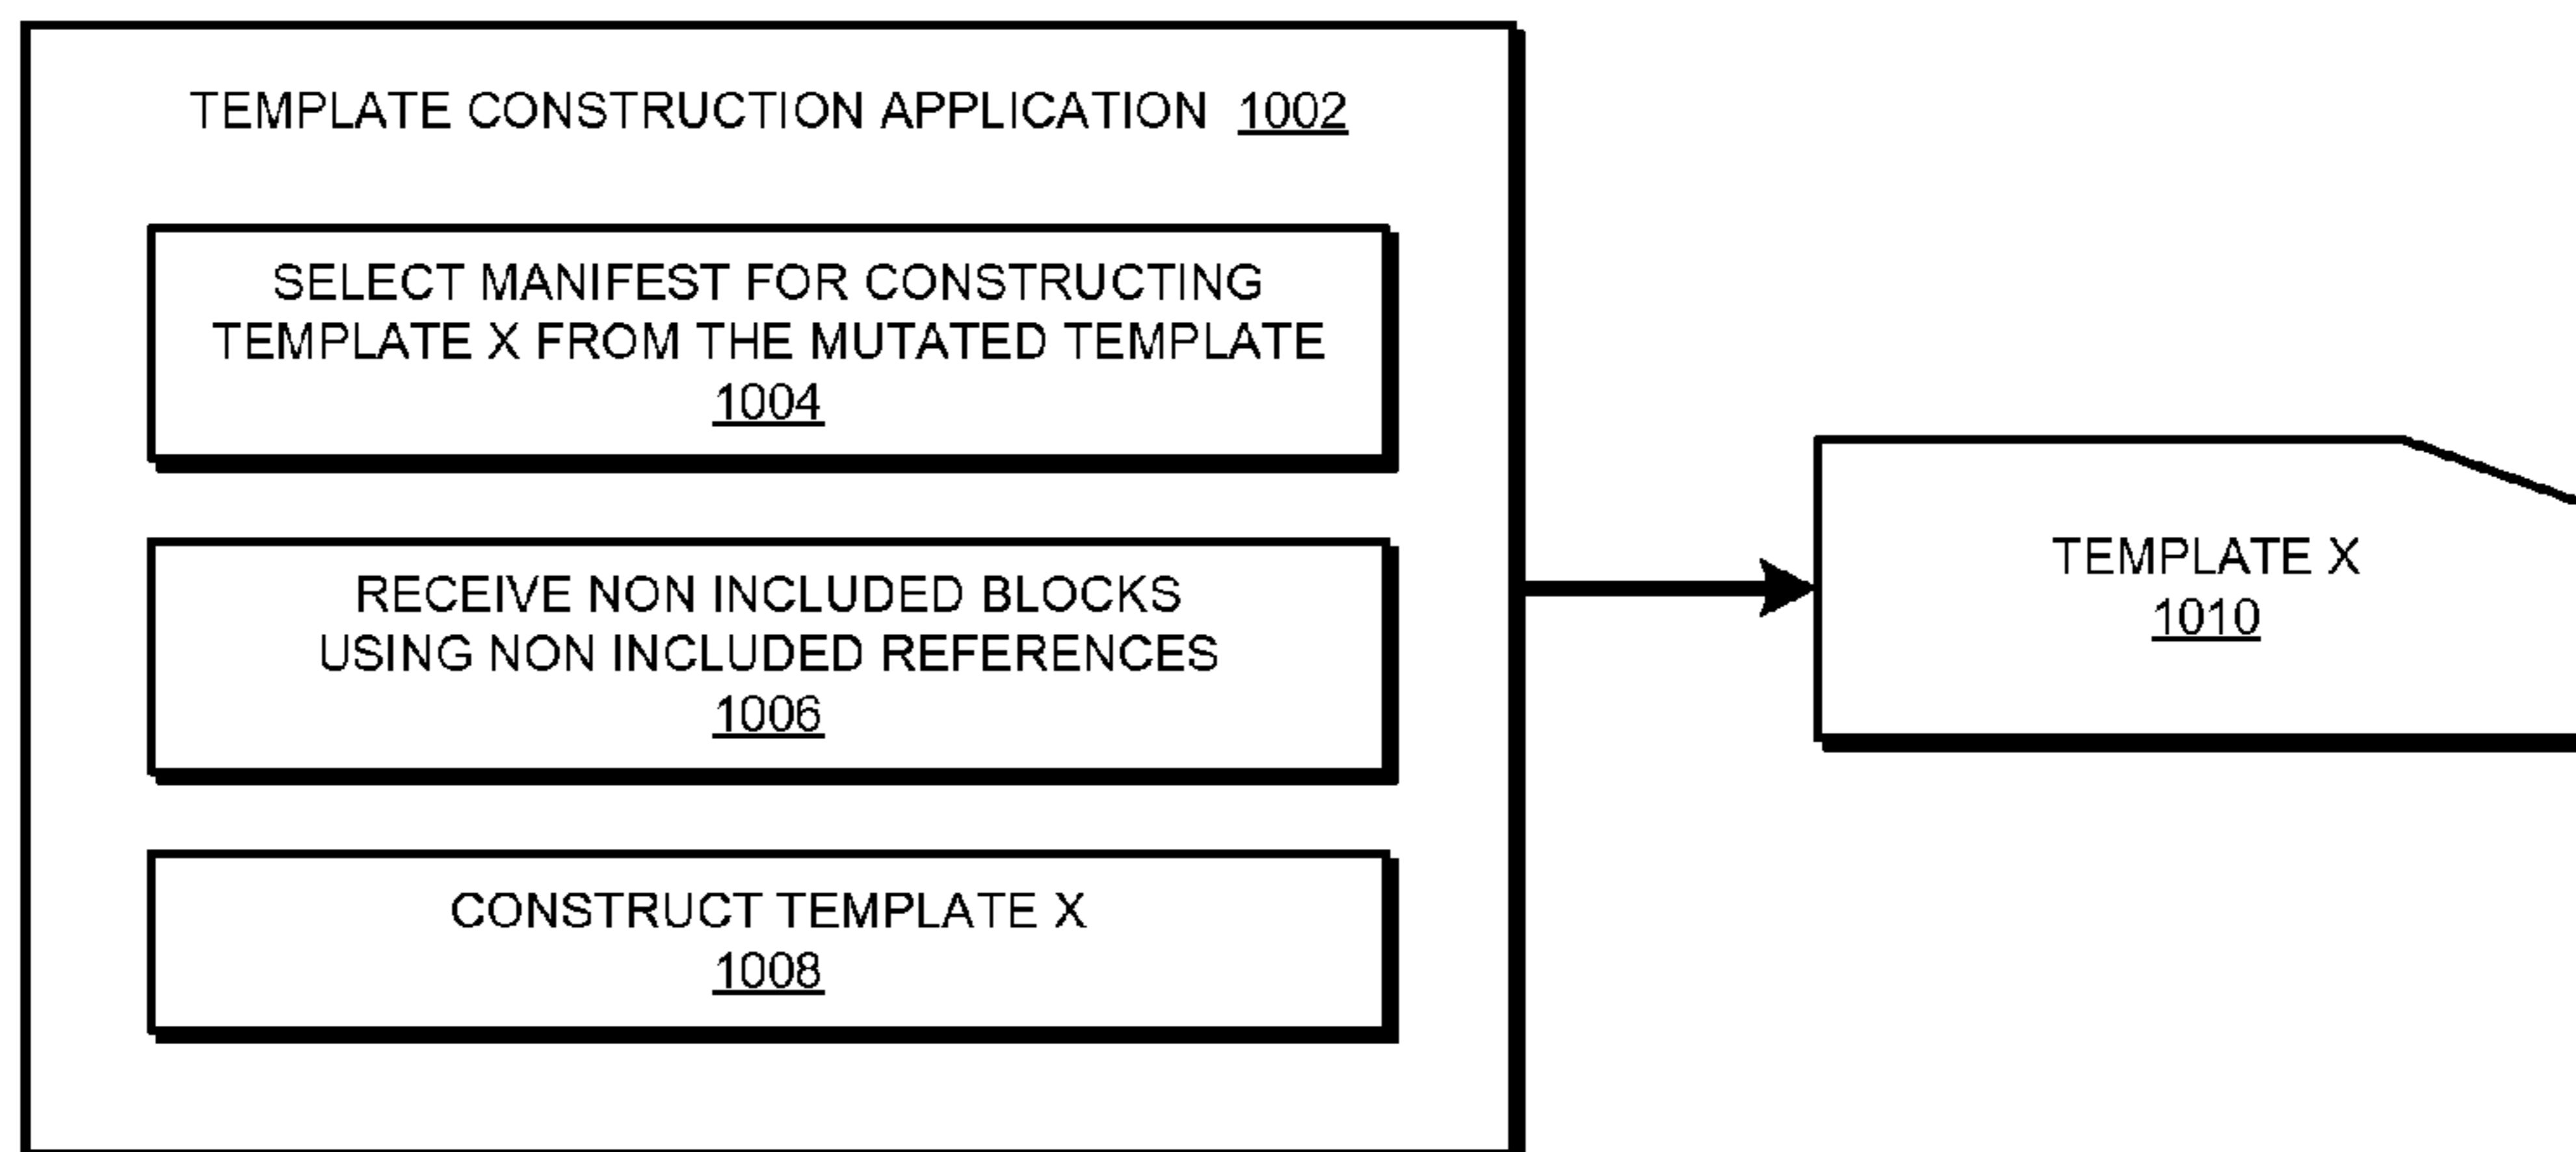 TEMPLATE CONSTRUCTION APPLICATION 1002
SELECT MANIFEST FOR CONSTRUCTING
TEMPLATE X FROM THE MUTATED TEMPLATE
1004
RECEIVE NON INCLUDED BLOCKS
USING NON INCLUDED REFERENCES
1006
CONSTRUCT TEMPLATE X
1008
TEMPLATE X
1010